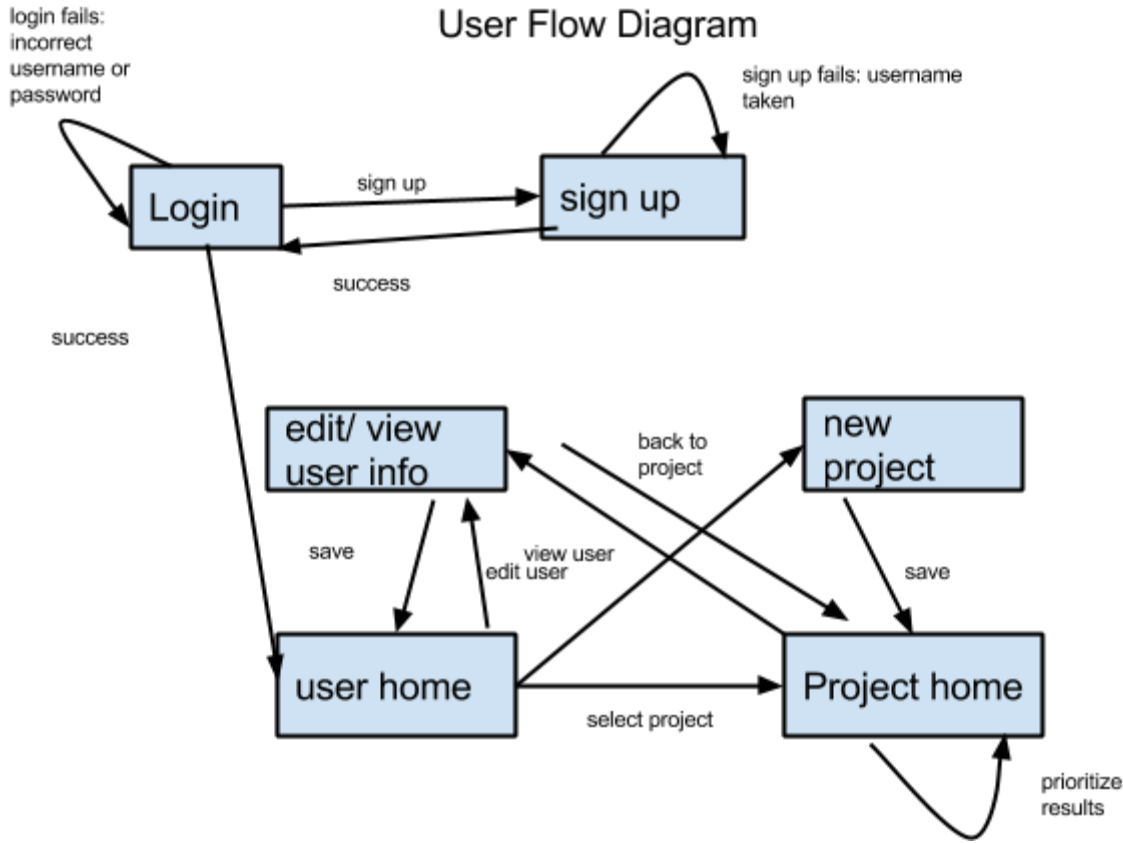 login fails:
incorrect
username or
password
User Flow Diagram
sign up fails: username
taken
Login
sign up
sign up
success
success
edit/ view
user info
back to
project
new
project
save
view user
edit user
save
user home
select project
Project home
prioritize
results